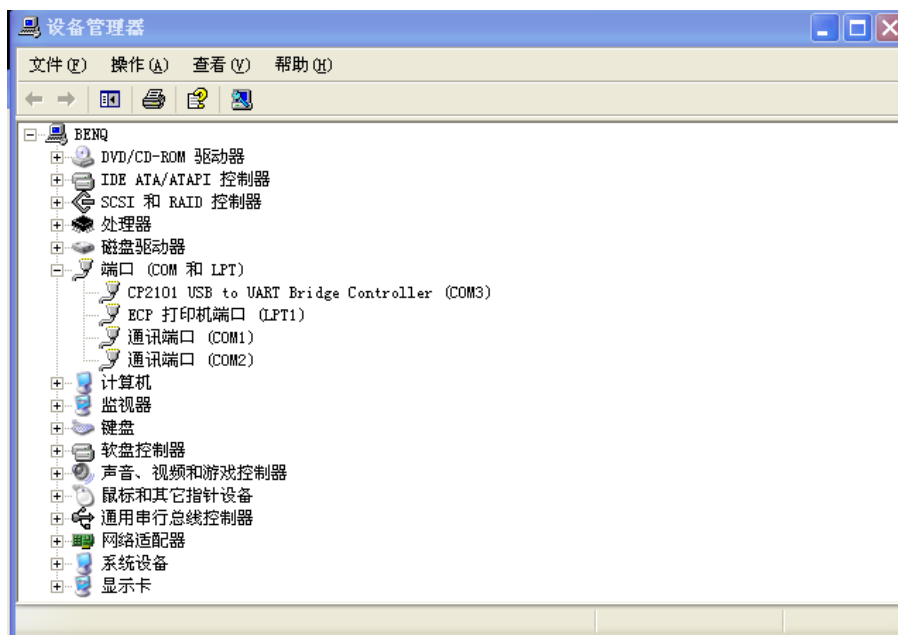 设备管理器
文件(F) 操作(A) 查看(V) 帮助(H)
BENQ
DVD/CD-ROM 驱动器
IDE ATA/ATAPI 控制器
SCSI 和 RAID 控制器
处理器
磁盘驱动器
端口 (COM 和 LPT)
CP2101 USB to UART Bridge Controller (COM3)
ECP 打印机端口 (LPT1)
通讯端口 (COM1)
通讯端口 (COM2)
计算机
监视器
键盘
软盘控制器
声音、视频和游戏控制器
鼠标和其它指针设备
通用串行总线控制器
网络适配器
系统设备
显示卡